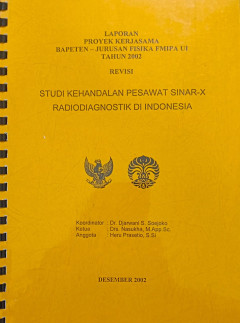 LAPORAN
PROYEK KERJASAMA
BAPETEN – JURUSAN FISIKA FMIPA UI
TAHUN 2002
REVISI
STUDI KEHANDALAN PESAWAT SINAR-X
RADIODIAGNOSTIK DI INDONESIA
Koordinator : Dr. Djarwani S. Soejoko
Ketua : Drs. Nasukha, M.App.Sc
Anggota : Heru Prasetio, S.Si
DESEMBER 2002